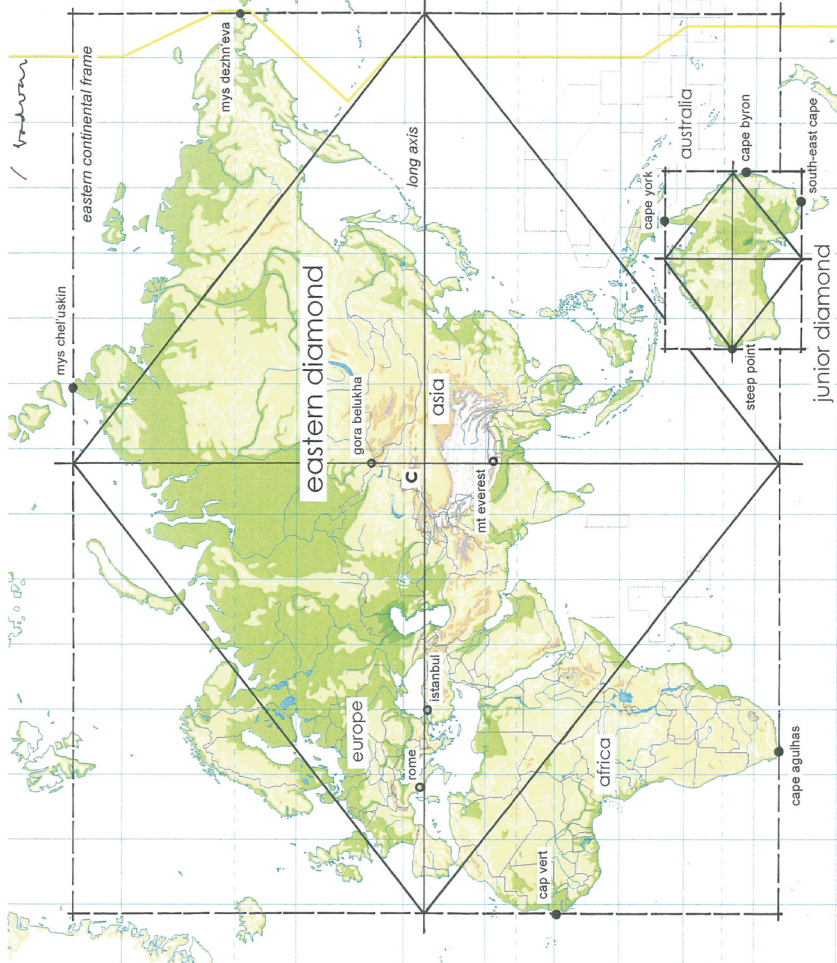 eastern continental frame
mys dezhn'eva
mys chel'uskin
long axis
eastern diamond
gora belukha
asia
c
mt everest
europe
istanbul
rome
africa
cap vert
cape agulhas
australia
cape york
cape byron
south-east cape
steep point
junior diamond